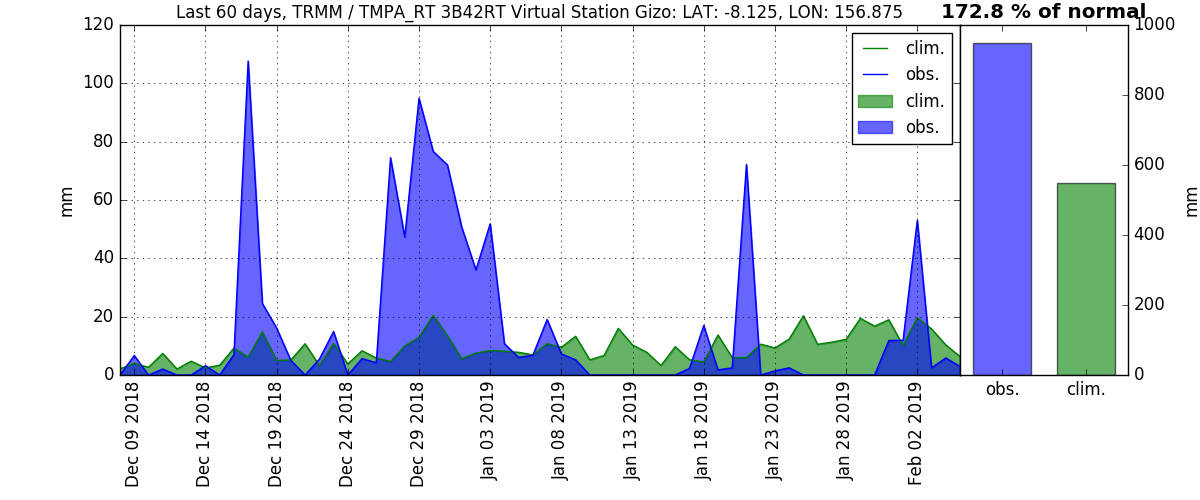 Last 60 days, TRMM / TMPA_RT 3B42RT Virtual Station Gizo: LAT: -8.125, LON: 156.875
172.8 % of normal
120
100
80
60
40
20
0
mm
clim.
obs.
clim.
obs.
1000
800
600
400
200
0
mm
obs.
clim.
Dec 09 2018
Dec 14 2018
Dec 19 2018
Dec 24 2018
Dec 29 2018
Jan 03 2019
Jan 08 2019
Jan 13 2019
Jan 18 2019
Jan 23 2019
Jan 28 2019
Feb 02 2019